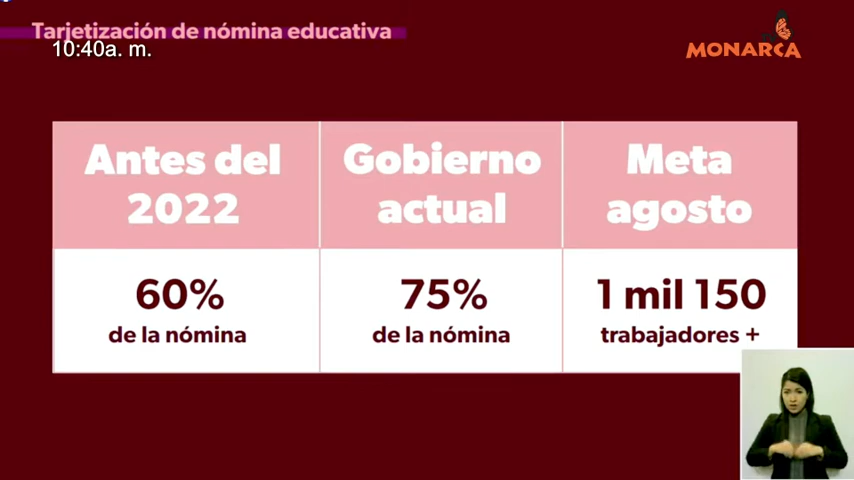 Tarjetización de nómina educativa
10:40a. m.
MONARCA
Antes del
2022
Gobierno
actual
Meta
agosto
60%
de la nómina
75%
de la nómina
1 mil 150
trabajadores +